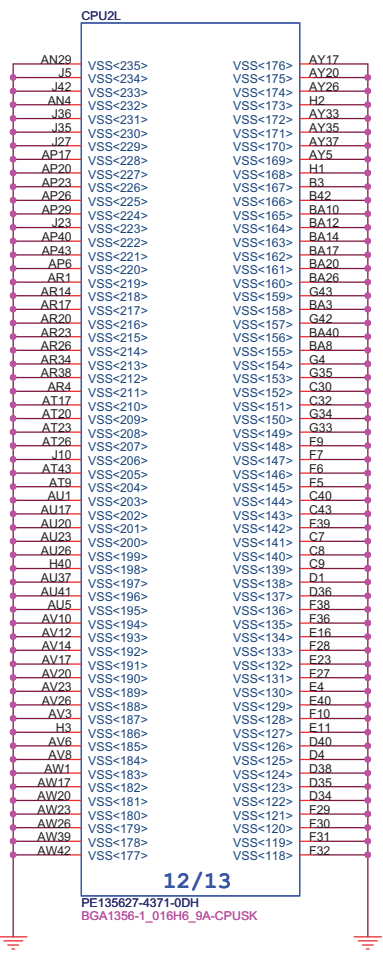 CPU2L
AN29 VSS<235> VSS<176> AY17
J5 VSS<234> VSS<175> AY20
J42 VSS<233> VSS<174> AY26
AN4 VSS<232> VSS<173> H2
J36 VSS<231> VSS<172> AY33
J35 VSS<230> VSS<171> AY35
J27 VSS<229> VSS<170> AY37
AP17 VSS<228> VSS<169> AY5
AP20 VSS<227> VSS<168> H1
AP23 VSS<226> VSS<167> B3
AP26 VSS<225> VSS<166> B42
AP29 VSS<224> VSS<165> BA10
J23 VSS<223> VSS<164> BA12
AP40 VSS<222> VSS<163> BA14
AP43 VSS<221> VSS<162> BA17
AP6 VSS<220> VSS<161> BA20
AR1 VSS<219> VSS<160> BA26
AR14 VSS<218> VSS<159> G43
AR17 VSS<217> VSS<158> BA3
AR20 VSS<216> VSS<157> G42
AR23 VSS<215> VSS<156> BA40
AR26 VSS<214> VSS<155> BA8
AR34 VSS<213> VSS<154> G4
AR38 VSS<212> VSS<153> G35
AR4 VSS<211> VSS<152> C30
AT17 VSS<210> VSS<151> C32
AT20 VSS<209> VSS<150> G34
AT23 VSS<208> VSS<149> G33
AT26 VSS<207> VSS<148> F9
J10 VSS<206> VSS<147> F7
AT43 VSS<205> VSS<146> F6
AT9 VSS<204> VSS<145> F5
AU1 VSS<203> VSS<144> C40
AU17 VSS<202> VSS<143> C43
AU20 VSS<201> VSS<142> F39
AU23 VSS<200> VSS<141> C7
AU26 VSS<199> VSS<140> C8
H40 VSS<198> VSS<139> C9
AU37 VSS<197> VSS<138> D1
AU41 VSS<196> VSS<137> D36
AU5 VSS<195> VSS<136> F38
AV10 VSS<194> VSS<135> F36
AV12 VSS<193> VSS<134> E16
AV14 VSS<192> VSS<133> F28
AV17 VSS<191> VSS<132> E23
AV20 VSS<190> VSS<131> F27
AV23 VSS<189> VSS<130> E4
AV26 VSS<188> VSS<129> E40
AV3 VSS<187> VSS<128> F10
H3 VSS<186> VSS<127> E11
AV6 VSS<185> VSS<126> D40
AV8 VSS<184> VSS<125> D4
AW1 VSS<183> VSS<124> D38
AW17 VSS<182> VSS<123> D35
AW20 VSS<181> VSS<122> D34
AW23 VSS<180> VSS<121> F29
AW26 VSS<179> VSS<120> F30
AW39 VSS<178> VSS<119> F31
AW42 VSS<177> VSS<118> F32
12/13
PE135627-4371-0DH
BGA1356-1_016H6_9A-CPUSK